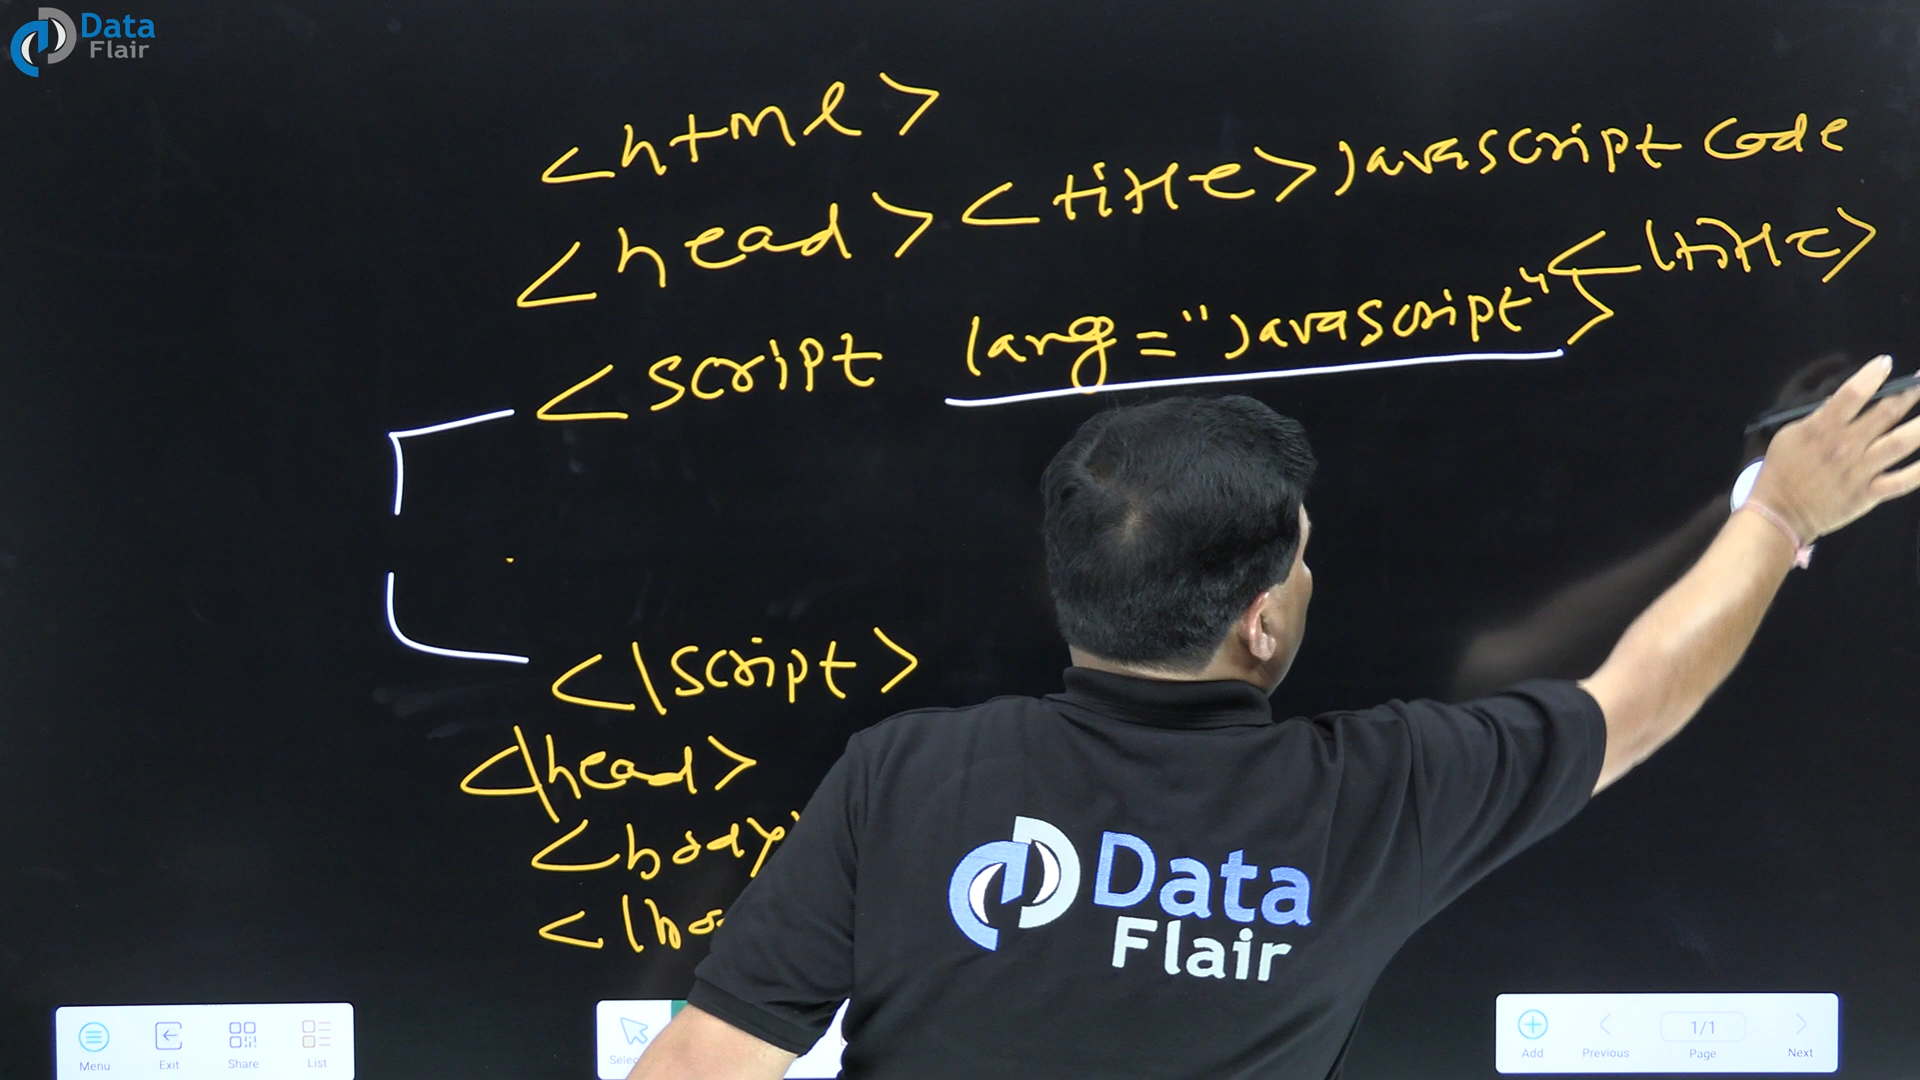 Data
Flair
<html>
<head> <title> Javascript Code
</title>
<script lang="Javascript">
</script>
</head>
<body
Data
Flair
Menu
Exit
Share
List
Add
Previous
1/1
Page
Next